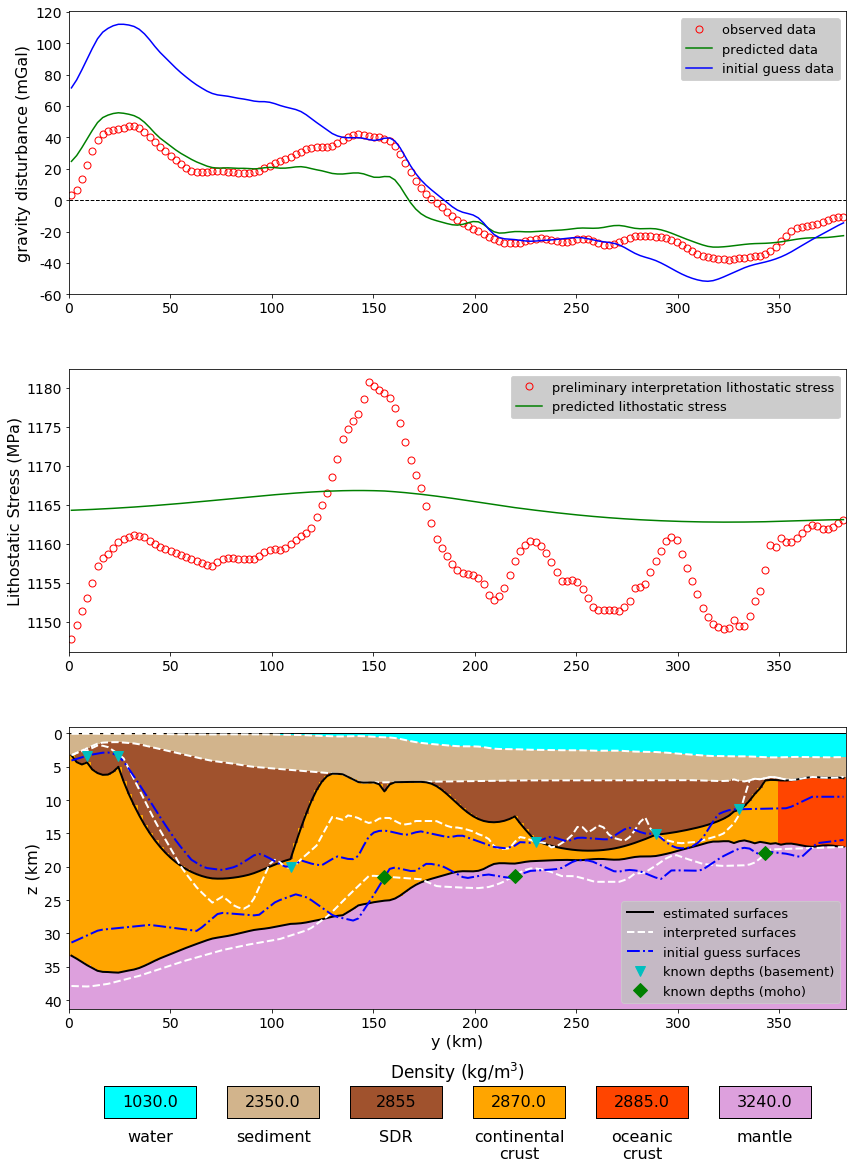 120
100
80
60
40
20
0
-20
-40
-60
gravity disturbance (mGal)
observed data
predicted data
initial guess data
0 50 100 150 200 250 300 350
1180
1175
1170
1165
1160
1155
1150
Lithostatic Stress (MPa)
preliminary interpretation lithostatic stress
predicted lithostatic stress
0 50 100 150 200 250 300 350
0
5
10
15
20
25
30
35
40
z (km)
estimated surfaces
interpreted surfaces
initial guess surfaces
known depths (basement)
known depths (moho)
0 50 100 150 200 250 300 350
y (km)
Density (kg/m³)
1030.0 2350.0 2855 2870.0 2885.0 3240.0
water sediment SDR continental oceanic mantle
crust crust